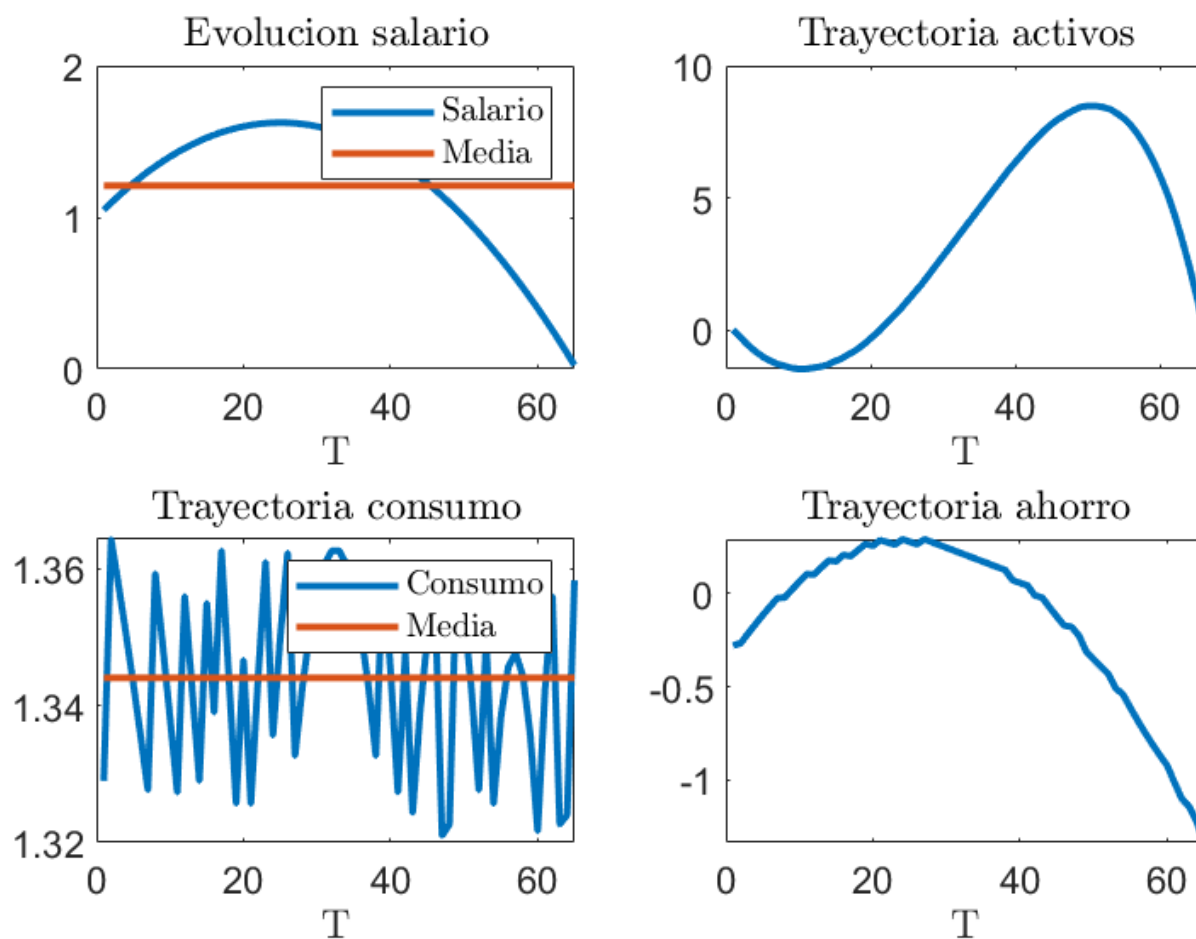 Evolucion salario
2
1
0
Salario
Media
0 20 40 60
T
Trayectoria activos
10
5
0
0 20 40 60
T
Trayectoria consumo
1.36
1.34
1.32
Consumo
Media
0 20 40 60
T
Trayectoria ahorro
0
-0.5
-1
0 20 40 60
T